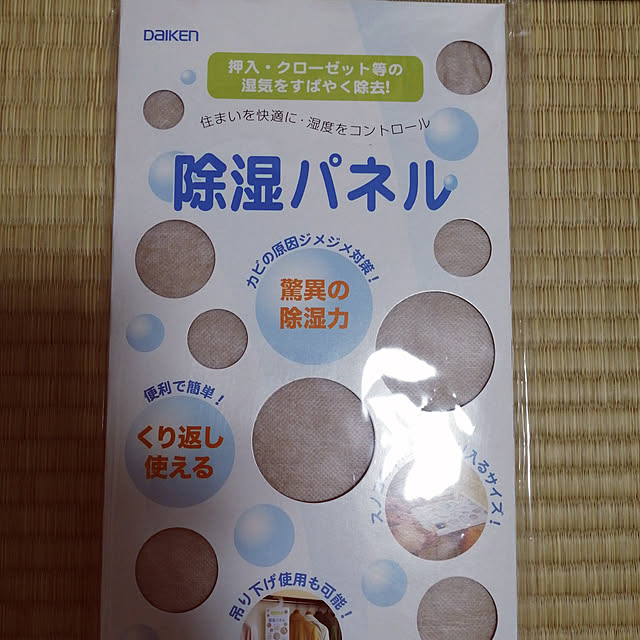 DAIKEN
押入・クローゼット等の
湿気をすばやく除去!
住まいを快適に・湿度をコントロール
除湿パネル
カビの原因ジメジメ対策!
驚異の
除湿力
便利で簡単!
くり返し
使える
スノ
入るサイズ!
吊り下げ使用も可能!